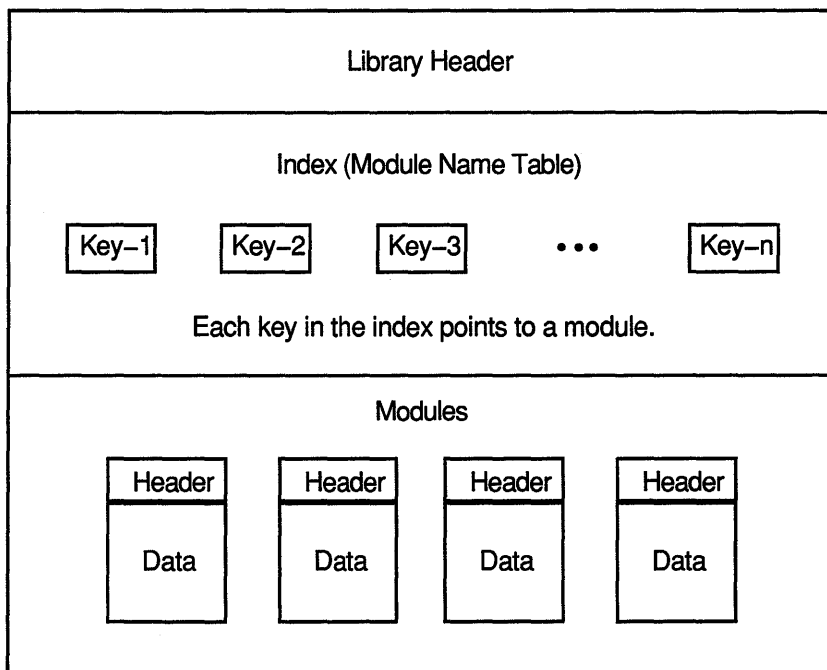 Library Header
Index (Module Name Table)
Key–1 Key–2 Key–3 ••• Key–n
Each key in the index points to a module.
Modules
Header Header Header Header
Data Data Data Data